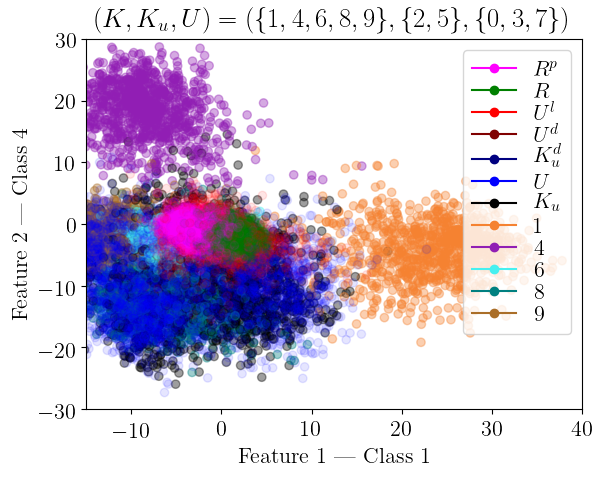 (K, K_u, U) = ({1, 4, 6, 8, 9}, {2, 5}, {0, 3, 7})
30
20
10
0
−10
−20
−30
−10
0
10
20
30
40
Feature 2 — Class 4
Feature 1 — Class 1
R^p
R
U^l
U^d
K_u^d
U
K_u
1
4
6
8
9